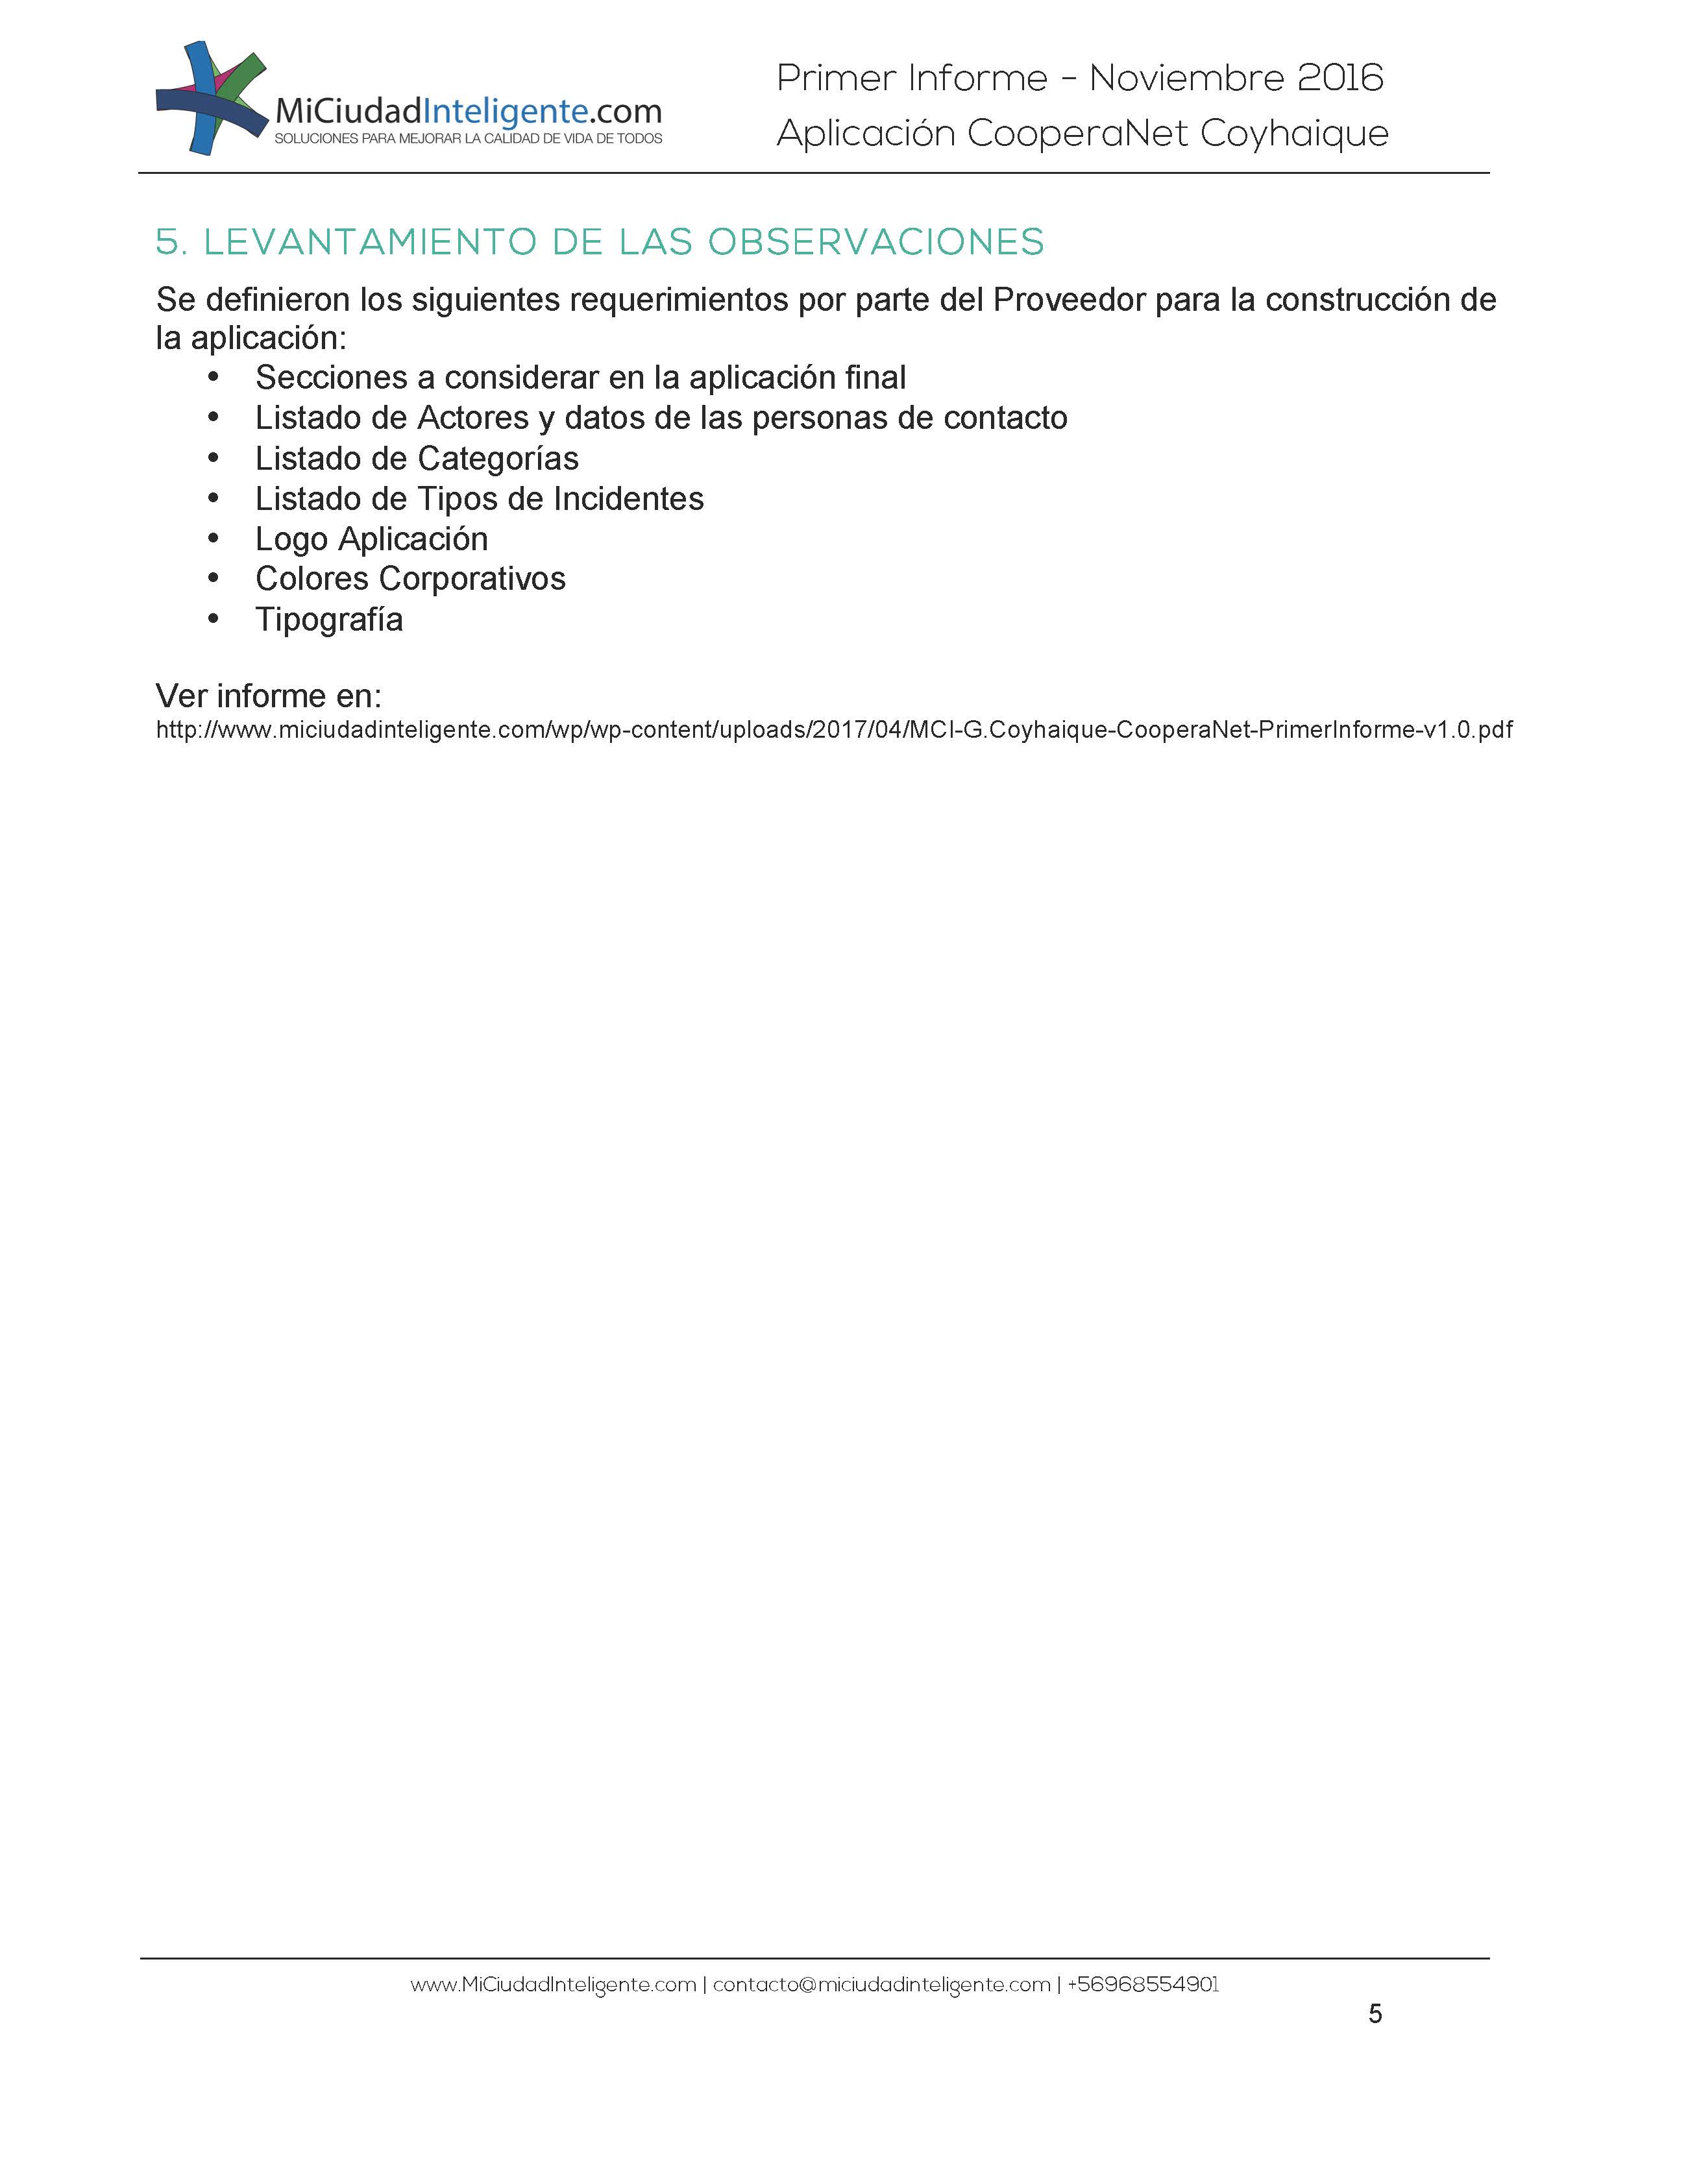 MiCiudadInteligente.com
SOLUCIONES PARA MEJORAR LA CALIDAD DE VIDA DE TODOS
Primer Informe - Noviembre 2016
Aplicación CooperaNet Coyhaique
5. LEVANTAMIENTO DE LAS OBSERVACIONES
Se definieron los siguientes requerimientos por parte del Proveedor para la construcción de
la aplicación:
• Secciones a considerar en la aplicación final
• Listado de Actores y datos de las personas de contacto
• Listado de Categorías
• Listado de Tipos de Incidentes
• Logo Aplicación
• Colores Corporativos
• Tipografía
Ver informe en:
http://www.miciudadinteligente.com/wp/wp-content/uploads/2017/04/MCI-G.Coyhaique-CooperaNet-PrimerInforme-v1.0.pdf
www.MiCiudadInteligente.com | contacto@miciudadinteligente.com | +56968554901
5